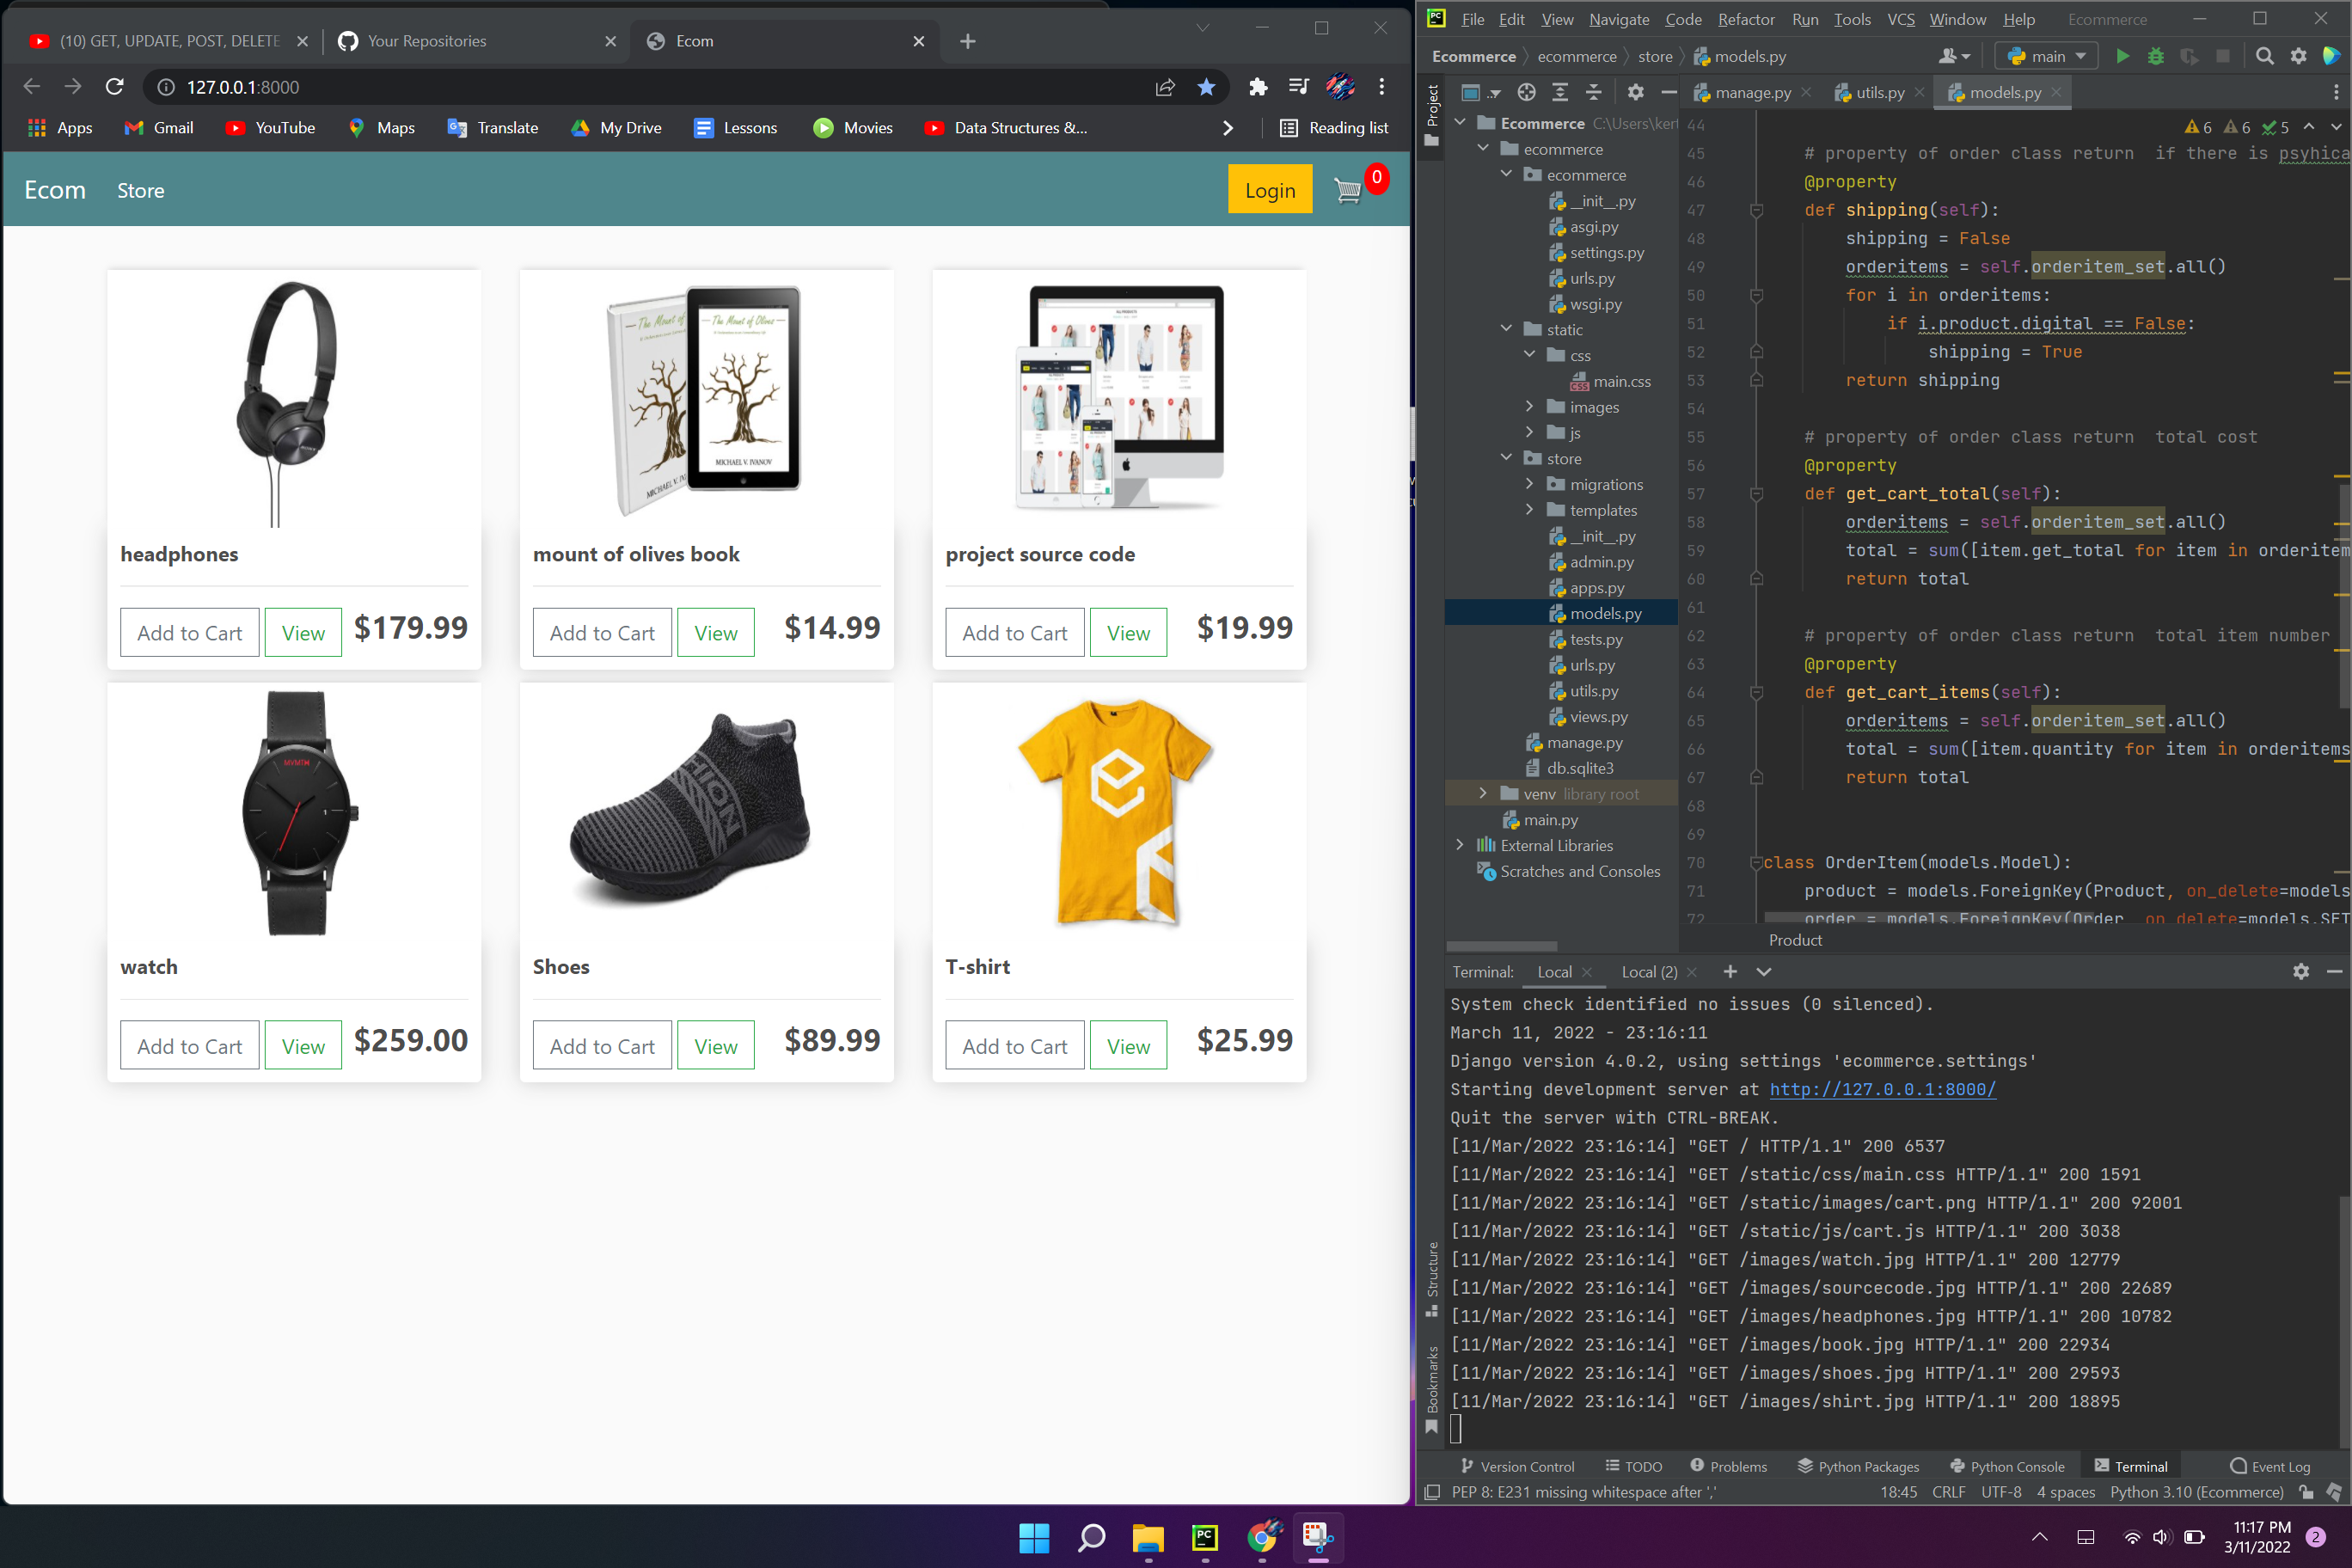 (10) GET, UPDATE, POST, DELETE
Your Repositories
Ecom
127.0.0.1:8000
Apps
Gmail
YouTube
Maps
Translate
My Drive
Lessons
Movies
Data Structures &...
Reading list
Ecom
Store
Login
0
The Mount of Olives
MICHAEL V. IVANOV
headphones
mount of olives book
project source code
Add to Cart View $179.99
Add to Cart View $14.99
Add to Cart View $19.99
MVMTH
watch
Shoes
T-shirt
Add to Cart View $259.00
Add to Cart View $89.99
Add to Cart View $25.99
PC File Edit View Navigate Code Refactor Run Tools VCS Window Help Ecommerce
Ecommerce ecommerce store models.py
main
Project
manage.py
utils.py
models.py
Ecommerce C:\Users\ker
ecommerce
ecommerce
__init__.py
asgi.py
settings.py
urls.py
wsgi.py
static
css
main.css
images
js
store
migrations
templates
__init__.py
admin.py
apps.py
models.py
tests.py
urls.py
utils.py
views.py
manage.py
db.sqlite3
venv library root
main.py
External Libraries
Scratches and Consoles
6 6 5
44
45 # property of order class return  if there is psyhica
46 @property
47 def shipping(self):
48 shipping = False
49 orderitems = self.orderitem_set.all()
50 for i in orderitems:
51 if i.product.digital == False:
52 shipping = True
53 return shipping
54
55 # property of order class return  total cost
56 @property
57 def get_cart_total(self):
58 orderitems = self.orderitem_set.all()
59 total = sum([item.get_total for item in orderitem
60 return total
61
62 # property of order class return  total item number
63 @property
64 def get_cart_items(self):
65 orderitems = self.orderitem_set.all()
66 total = sum([item.quantity for item in orderitems
67 return total
68
69
70 class OrderItem(models.Model):
71 product = models.ForeignKey(Product, on_delete=models
72 order = models.ForeignKey(Order, on_delete=models.SET
Product
Terminal: Local Local (2)
System check identified no issues (0 silenced).
March 11, 2022 - 23:16:11
Django version 4.0.2, using settings 'ecommerce.settings'
Starting development server at http://127.0.0.1:8000/
Quit the server with CTRL-BREAK.
[11/Mar/2022 23:16:14] "GET / HTTP/1.1" 200 6537
[11/Mar/2022 23:16:14] "GET /static/css/main.css HTTP/1.1" 200 1591
[11/Mar/2022 23:16:14] "GET /static/images/cart.png HTTP/1.1" 200 92001
[11/Mar/2022 23:16:14] "GET /static/js/cart.js HTTP/1.1" 200 3038
[11/Mar/2022 23:16:14] "GET /images/watch.jpg HTTP/1.1" 200 12779
[11/Mar/2022 23:16:14] "GET /images/sourcecode.jpg HTTP/1.1" 200 22689
[11/Mar/2022 23:16:14] "GET /images/headphones.jpg HTTP/1.1" 200 10782
[11/Mar/2022 23:16:14] "GET /images/book.jpg HTTP/1.1" 200 22934
[11/Mar/2022 23:16:14] "GET /images/shoes.jpg HTTP/1.1" 200 29593
[11/Mar/2022 23:16:14] "GET /images/shirt.jpg HTTP/1.1" 200 18895
Structure
Bookmarks
Version Control TODO Problems Python Packages Python Console Terminal Event Log
PEP 8: E231 missing whitespace after ',' 18:45 CRLF UTF-8 4 spaces Python 3.10 (Ecommerce)
11:17 PM
3/11/2022
2